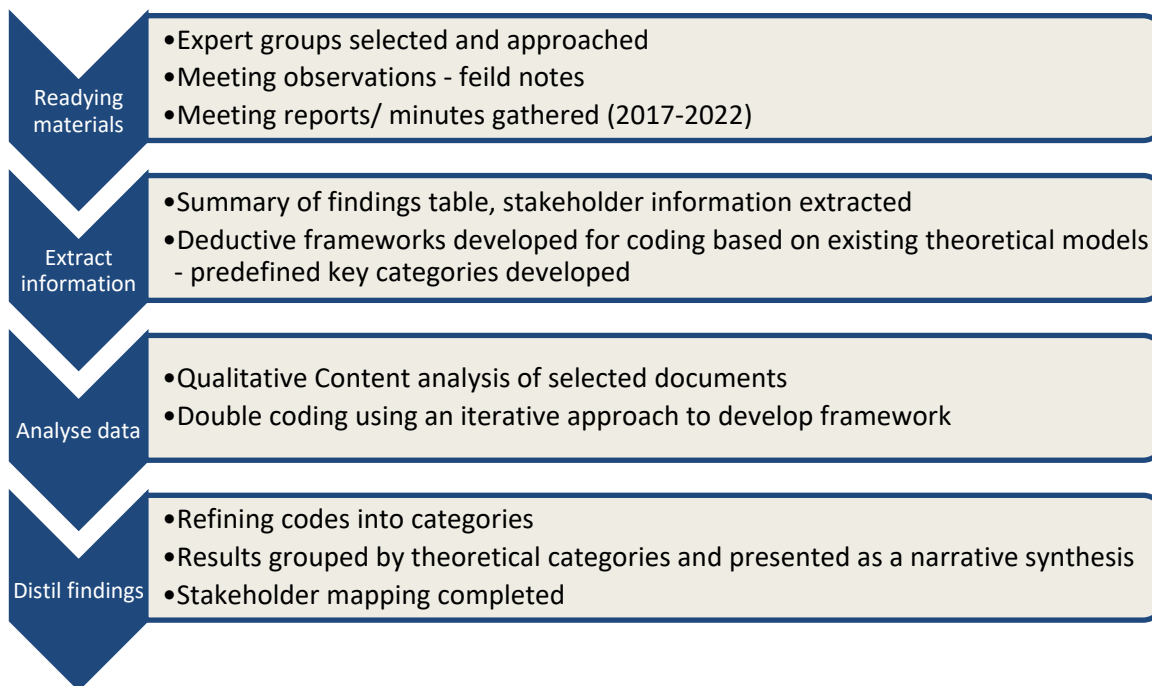 Readying
materials
•Expert groups selected and approached
•Meeting observations - feild notes
•Meeting reports/ minutes gathered (2017-2022)
Extract
information
•Summary of findings table, stakeholder information extracted
•Deductive frameworks developed for coding based on existing theoretical models
- predefined key categories developed
Analyse data
•Qualitative Content analysis of selected documents
•Double coding using an iterative approach to develop framework
Distil findings
•Refining codes into categories
•Results grouped by theoretical categories and presented as a narrative synthesis
•Stakeholder mapping completed